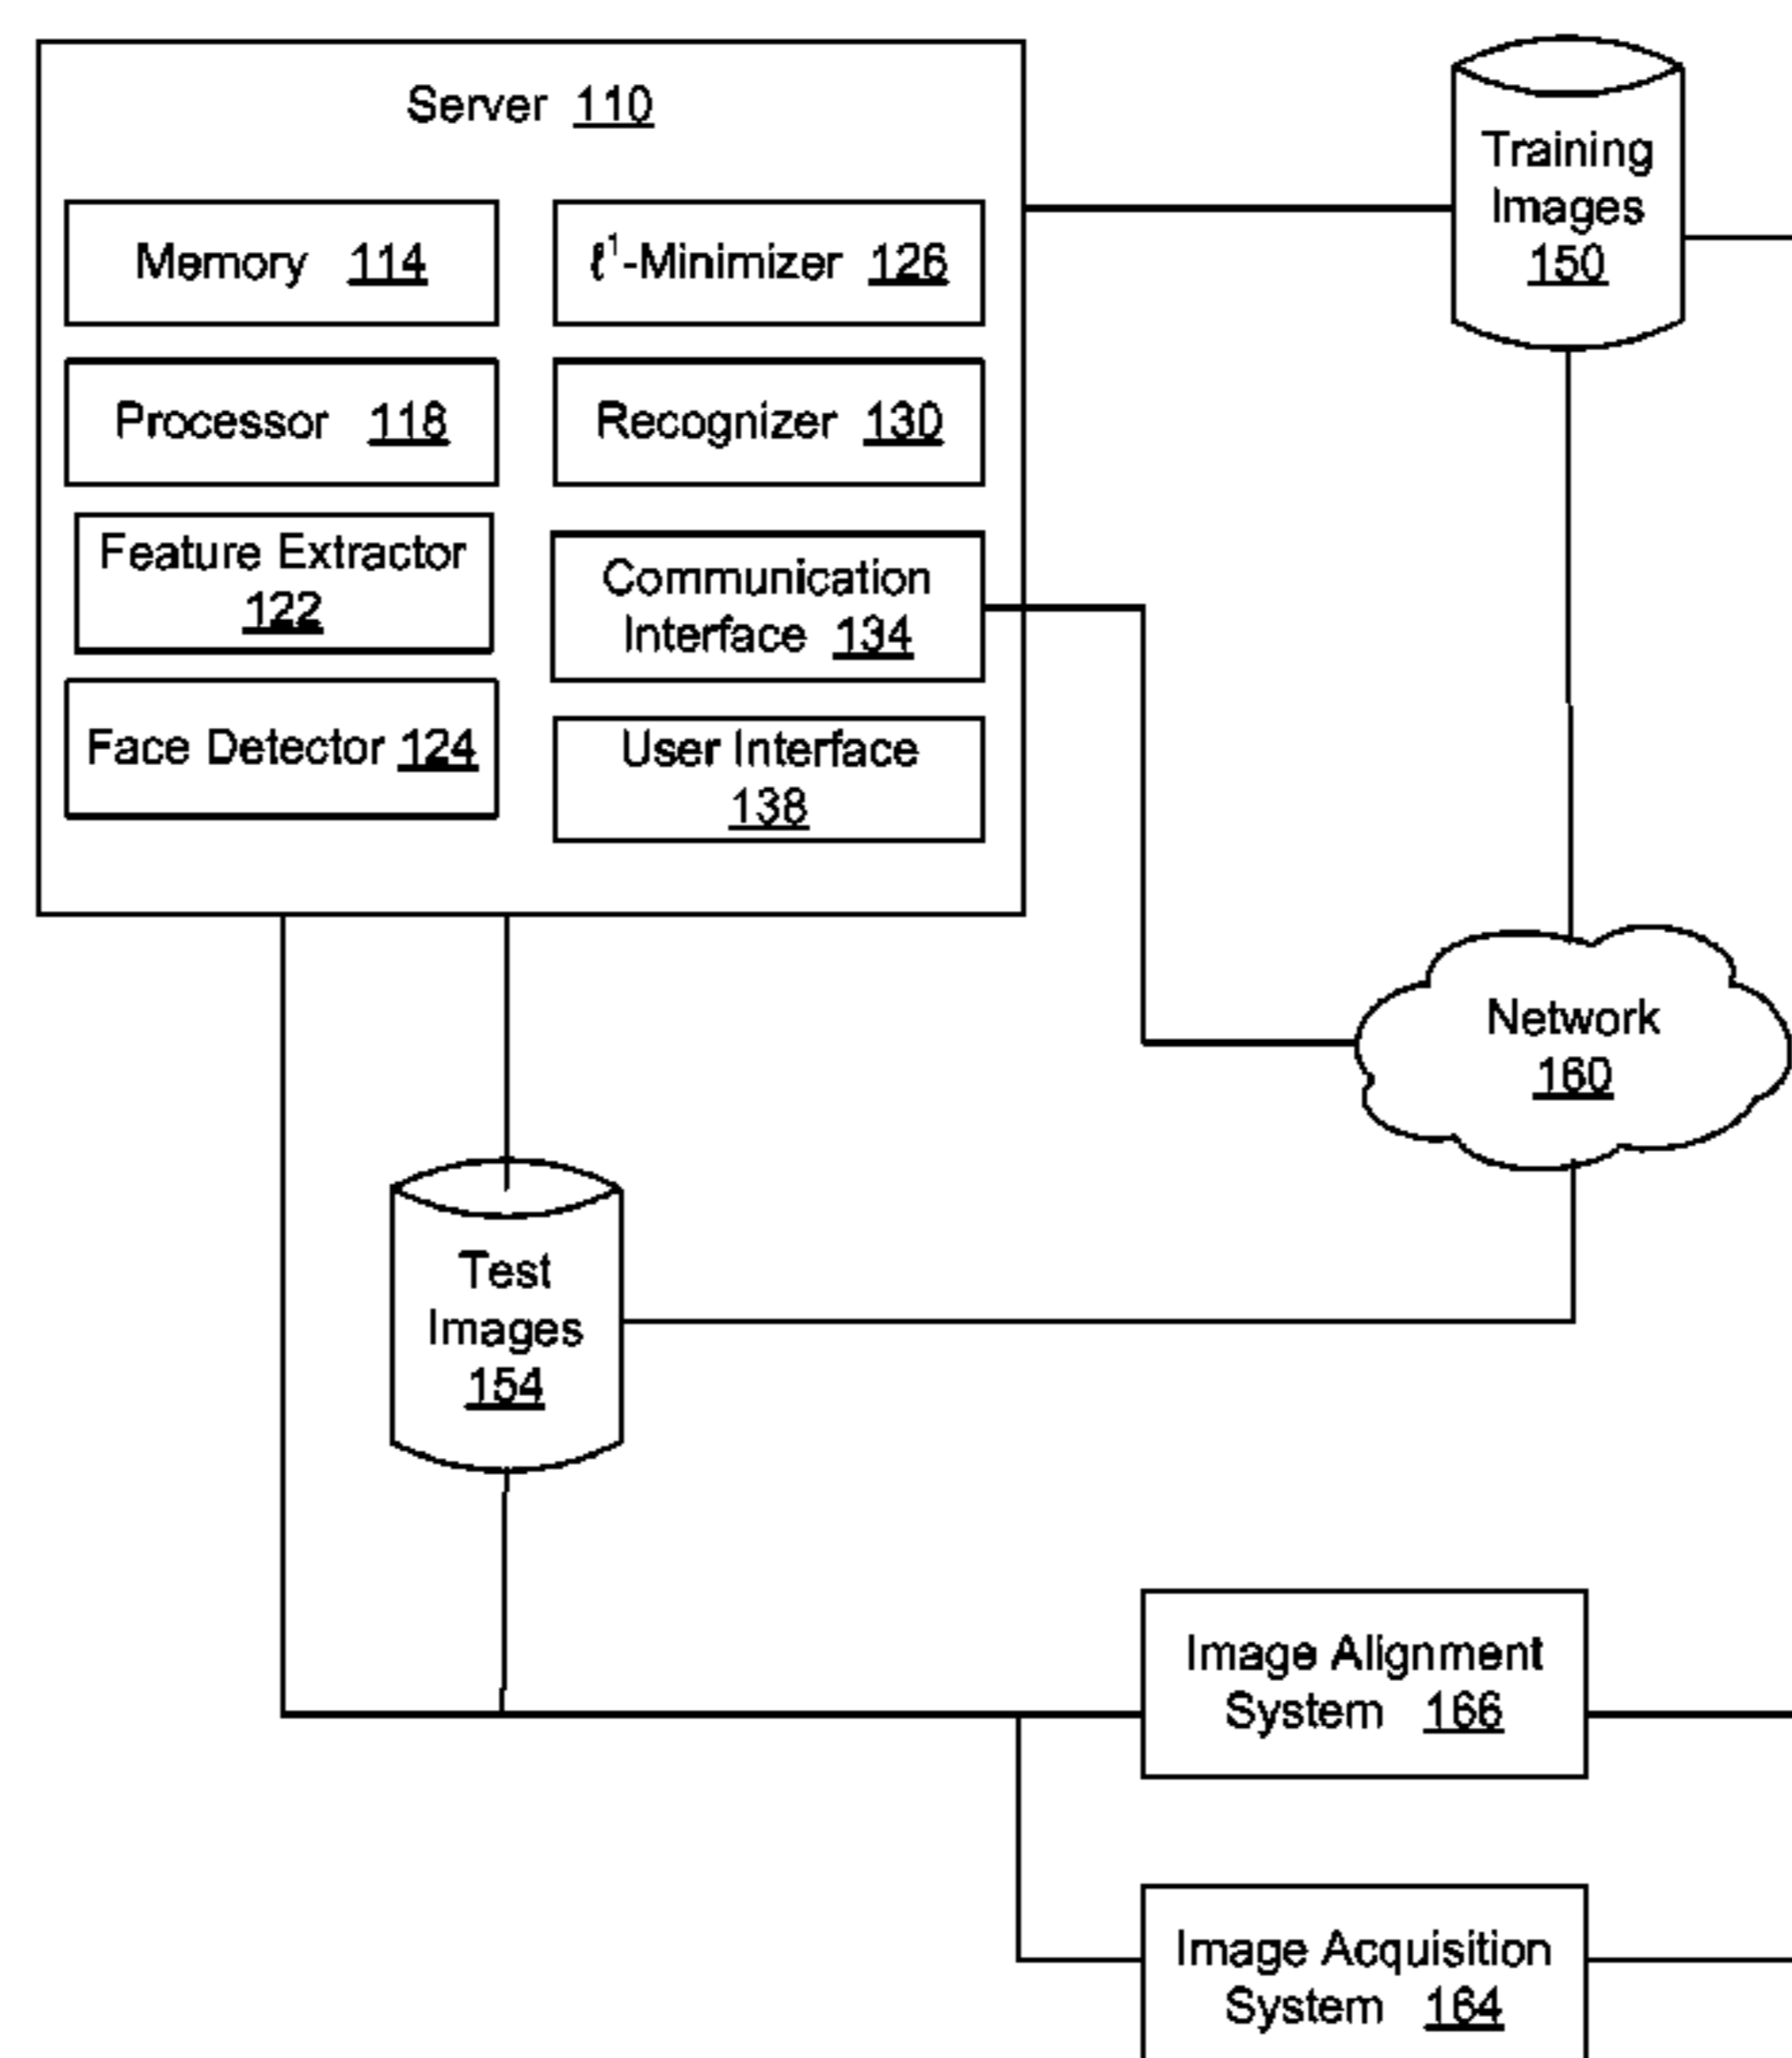 Server 110
Memory 114
Processor 118
Feature Extractor
122
Face Detector 124
ℓ¹-Minimizer 126
Recognizer 130
Communication
Interface 134
User Interface
138
Training
Images
150
Network
160
Test
Images
154
Image Alignment
System 166
Image Acquisition
System 164